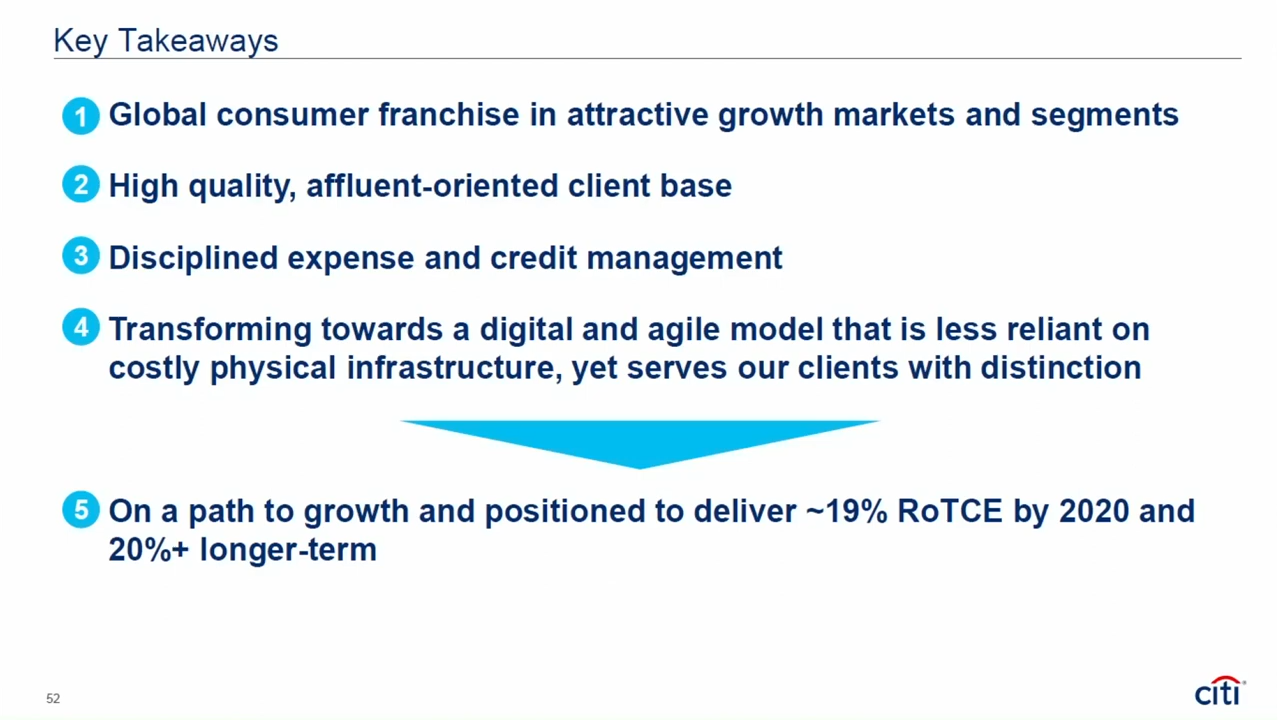 Key Takeaways
1 Global consumer franchise in attractive growth markets and segments
2 High quality, affluent-oriented client base
3 Disciplined expense and credit management
4 Transforming towards a digital and agile model that is less reliant on
costly physical infrastructure, yet serves our clients with distinction
5 On a path to growth and positioned to deliver ~19% RoTCE by 2020 and
20%+ longer-term
52
citi®